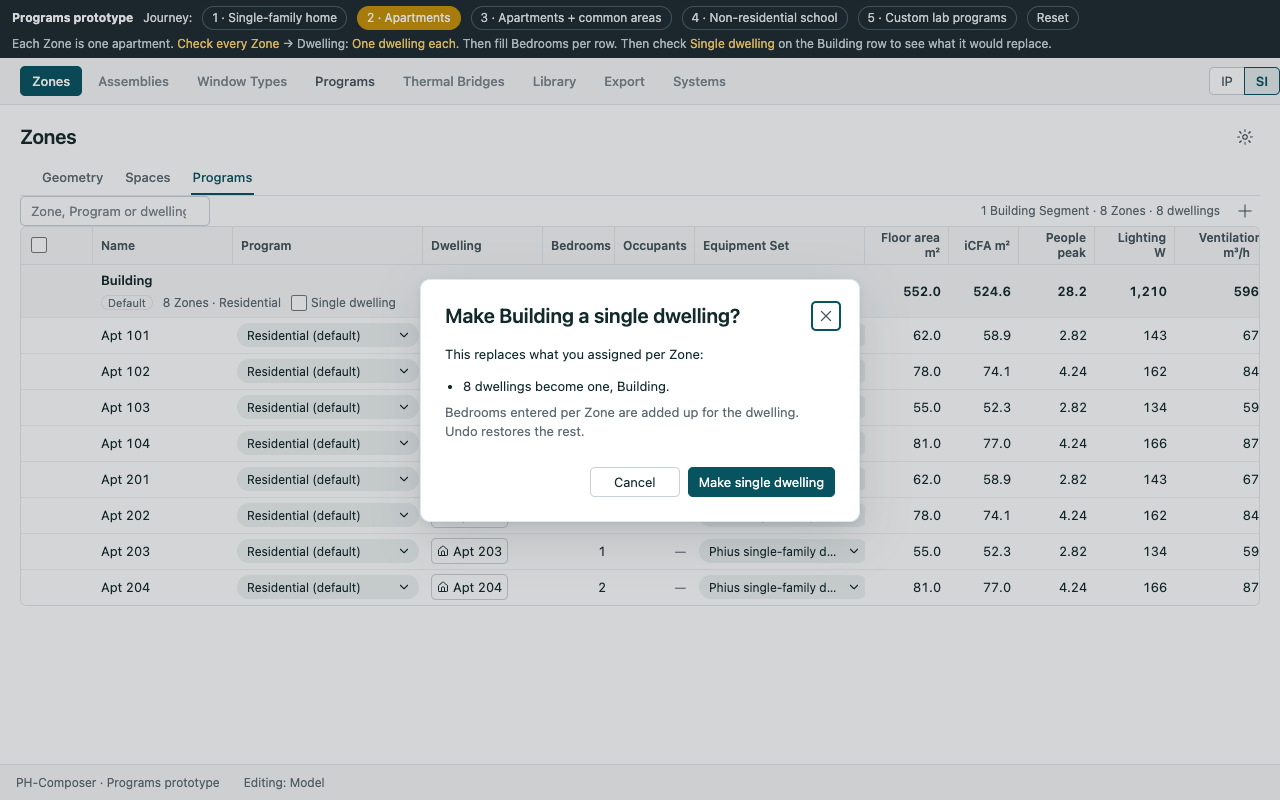 Programs prototype Journey: 1 · Single-family home 2 · Apartments 3 · Apartments + common areas 4 · Non-residential school 5 · Custom lab programs Reset
Each Zone is one apartment. Check every Zone → Dwelling: One dwelling each. Then fill Bedrooms per row. Then check Single dwelling on the Building row to see what it would replace.
Zones Assemblies Window Types Programs Thermal Bridges Library Export Systems IP SI
Zones
Geometry Spaces Programs
Zone, Program or dwelling 1 Building Segment · 8 Zones · 8 dwellings
Name Program Dwelling Bedrooms Occupants Equipment Set Floor area m² iCFA m² People peak Lighting W Ventilation m³/h
Building
Default 8 Zones · Residential Single dwelling 552.0 524.6 28.2 1,210 596
Apt 101 Residential (default) 62.0 58.9 2.82 143 67
Apt 102 Residential (default) 78.0 74.1 4.24 162 84
Apt 103 Residential (default) 55.0 52.3 2.82 134 59
Apt 104 Residential (default) 81.0 77.0 4.24 166 87
Apt 201 Residential (default) 62.0 58.9 2.82 143 67
Apt 202 Residential (default) 78.0 74.1 4.24 162 84
Apt 203 Residential (default) Apt 203 1 — Phius single-family d... 55.0 52.3 2.82 134 59
Apt 204 Residential (default) Apt 204 2 — Phius single-family d... 81.0 77.0 4.24 166 87
Make Building a single dwelling?
This replaces what you assigned per Zone:
• 8 dwellings become one, Building.
Bedrooms entered per Zone are added up for the dwelling.
Undo restores the rest.
Cancel Make single dwelling
PH-Composer · Programs prototype Editing: Model